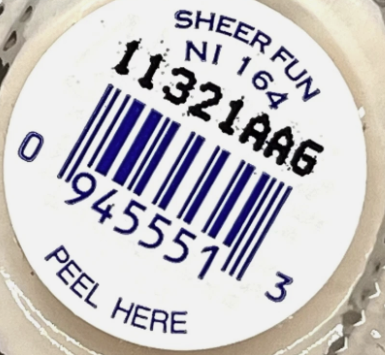 SHEER FUN
NI 164
11321AA6
0 945551 3
PEEL HERE